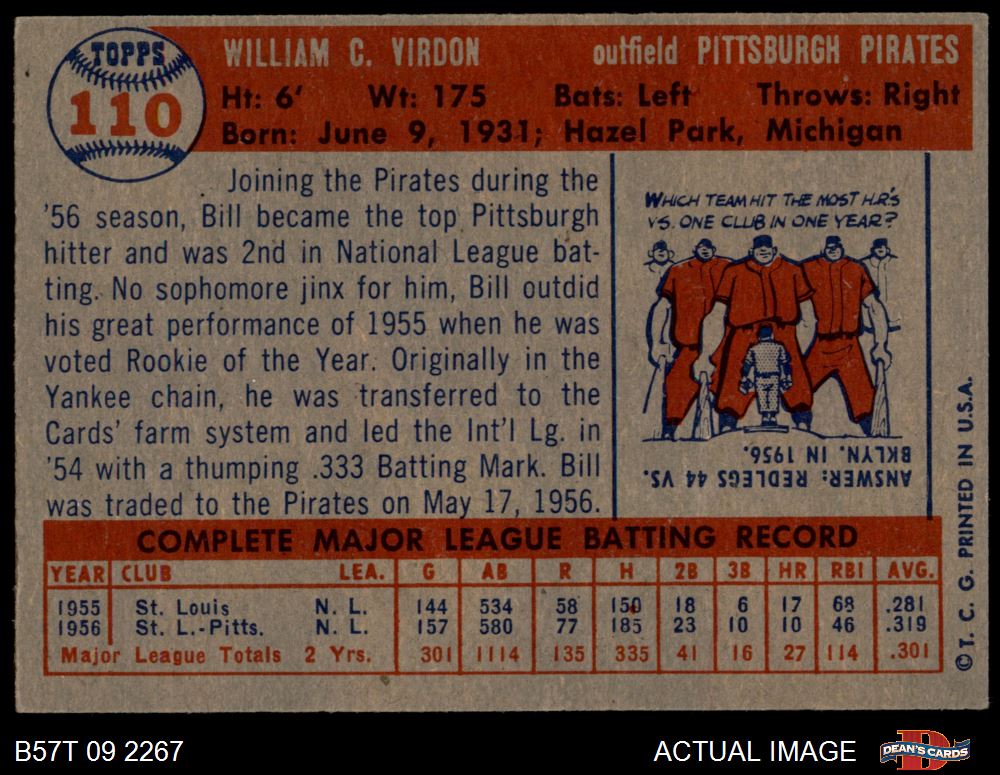 TOPPS
110
WILLIAM C. VIRDON outfield PITTSBURGH PIRATES
Ht: 6' Wt: 175 Bats: Left Throws: Right
Born: June 9, 1931; Hazel Park, Michigan
Joining the Pirates during the
'56 season, Bill became the top Pittsburgh
hitter and was 2nd in National League bat-
ting. No sophomore jinx for him, Bill outdid
his great performance of 1955 when he was
voted Rookie of the Year. Originally in the
Yankee chain, he was transferred to the
Cards' farm system and led the Int'l Lg. in
'54 with a thumping .333 Batting Mark. Bill
was traded to the Pirates on May 17, 1956.
WHICH TEAM HIT THE MOST H.R'S
VS. ONE CLUB IN ONE YEAR?
ANSWER: REDLEGS 44 VS.
BKLYN. IN 1956.
COMPLETE MAJOR LEAGUE BATTING RECORD
YEAR CLUB LEA. G AB R H 2B 3B HR RBI AVG.
1955 St. Louis N. L. 144 534 58 150 18 6 17 68 .281
1956 St. L.-Pitts. N. L. 157 580 77 185 23 10 10 46 .319
Major League Totals 2 Yrs. 301 1114 135 335 41 16 27 114 .301
© T. C. G. PRINTED IN U.S.A.
B57T 09 2267 ACTUAL IMAGE DEAN'S CARDS